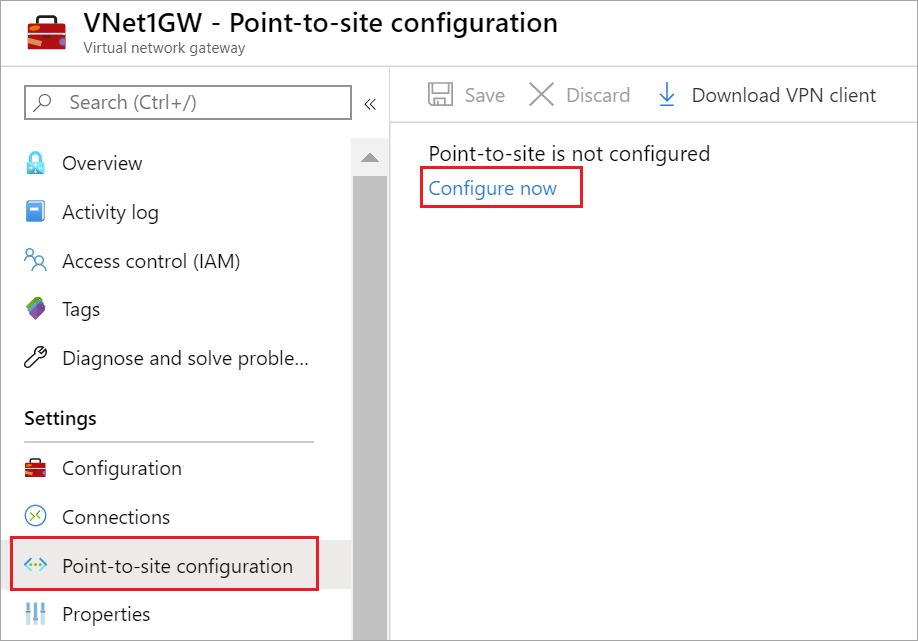 VNet1GW - Point-to-site configuration
Virtual network gateway
Search (Ctrl+/)
«
Save
Discard
Download VPN client
Point-to-site is not configured
Configure now
Overview
Activity log
Access control (IAM)
Tags
Diagnose and solve proble...
Settings
Configuration
Connections
Point-to-site configuration
Properties